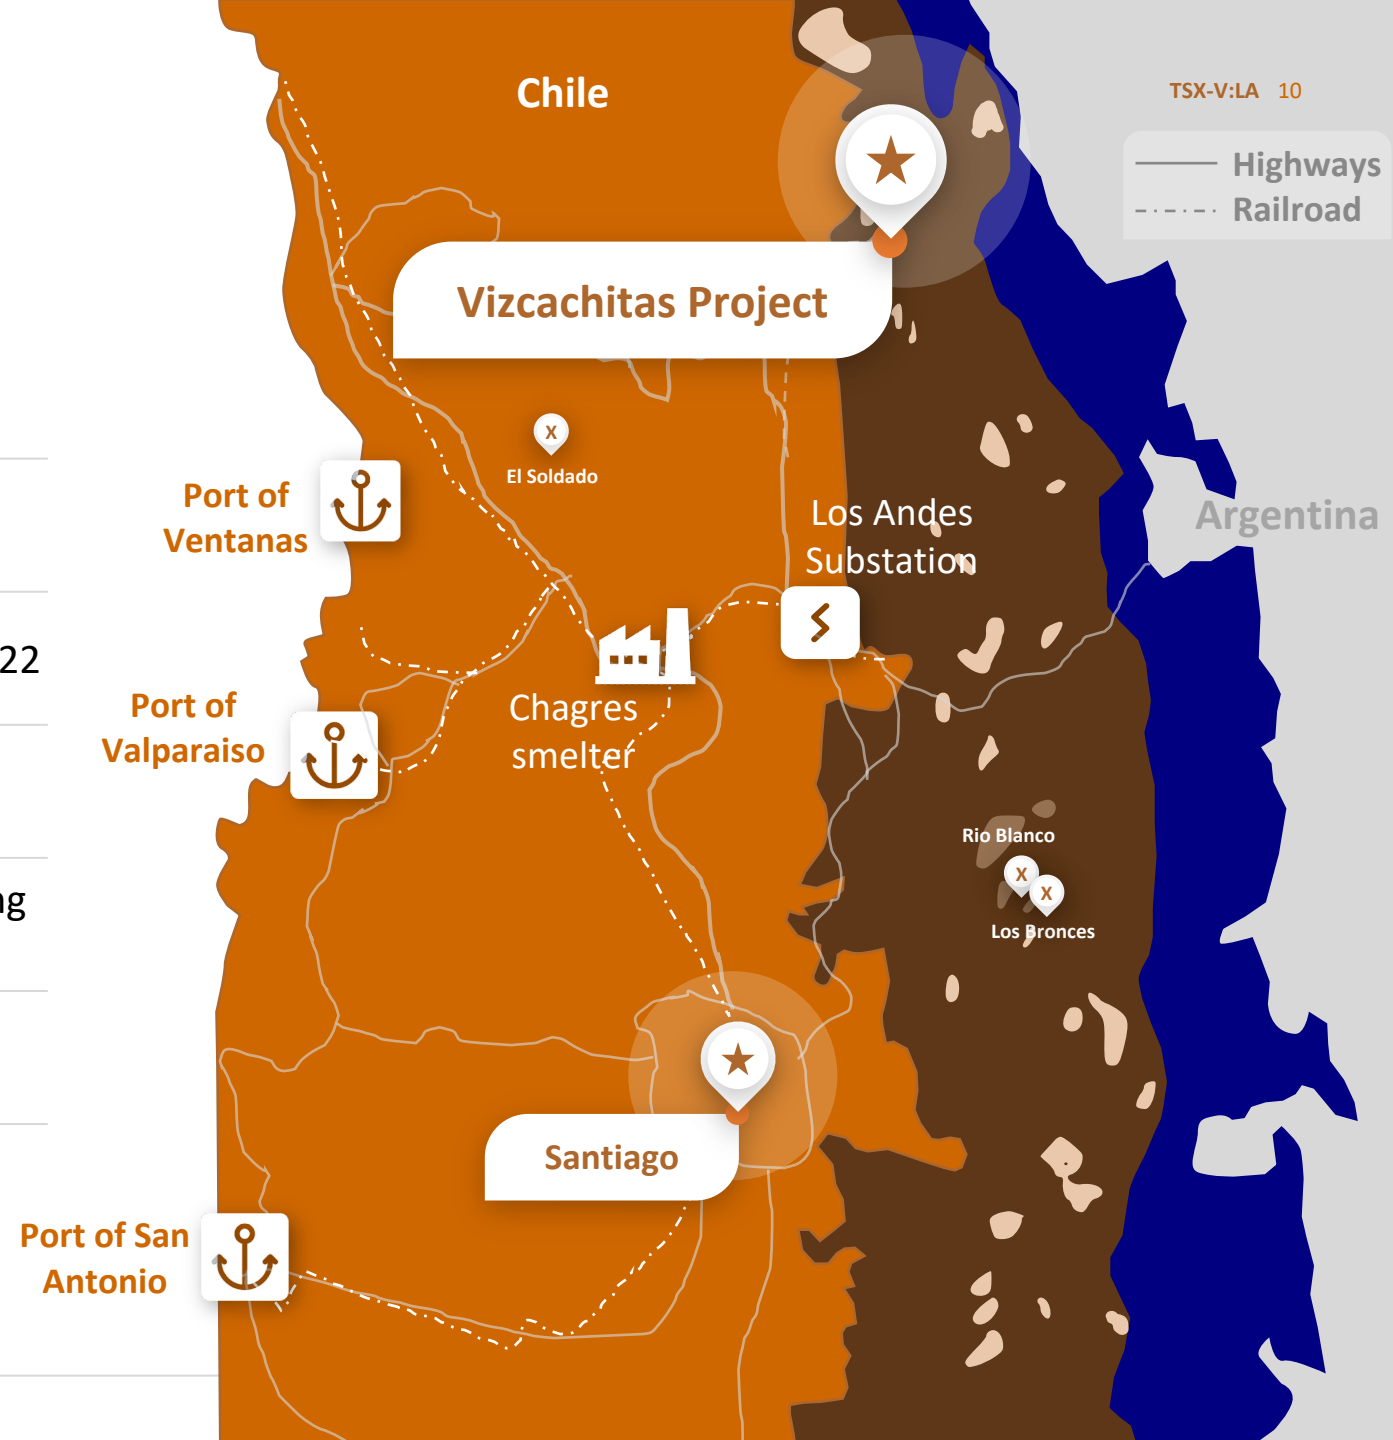 Chile
TSX-V:LA 10
Highways
Railroad
Vizcachitas Project
X
El Soldado
Port of
Ventanas
Los Andes
Substation
Argentina
22
Port of
Valparaiso
Chagres
smelter
Rio Blanco
X
X
Los Bronces
Santiago
Port of San
Antonio